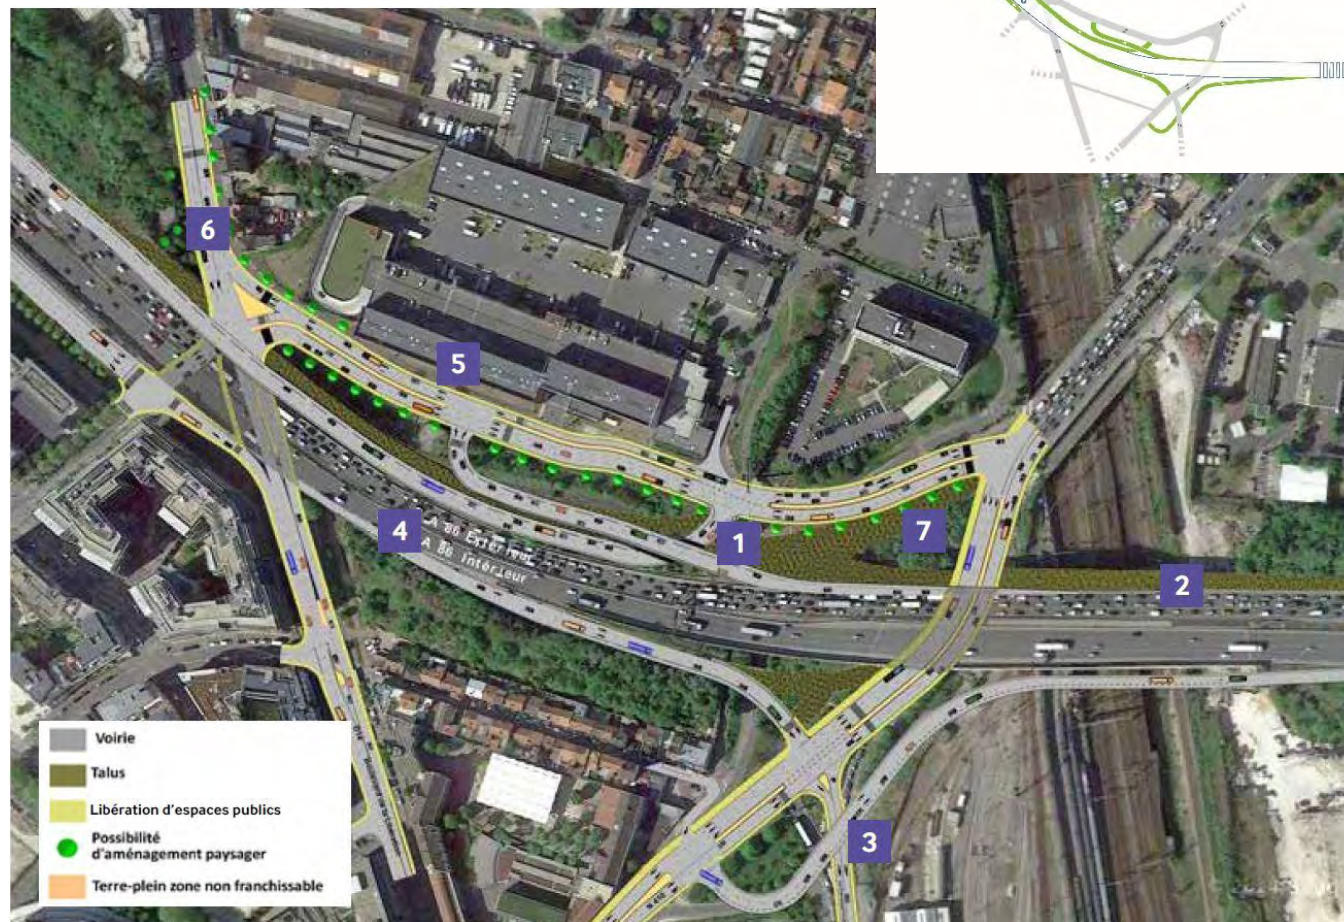 6
5
4
A 86 Extérieur
A 86 Intérieur
1
7
2
3
Voirie
Talus
Libération d'espaces publics
Possibilité
d'aménagement paysager
Terre-plein zone non franchissable